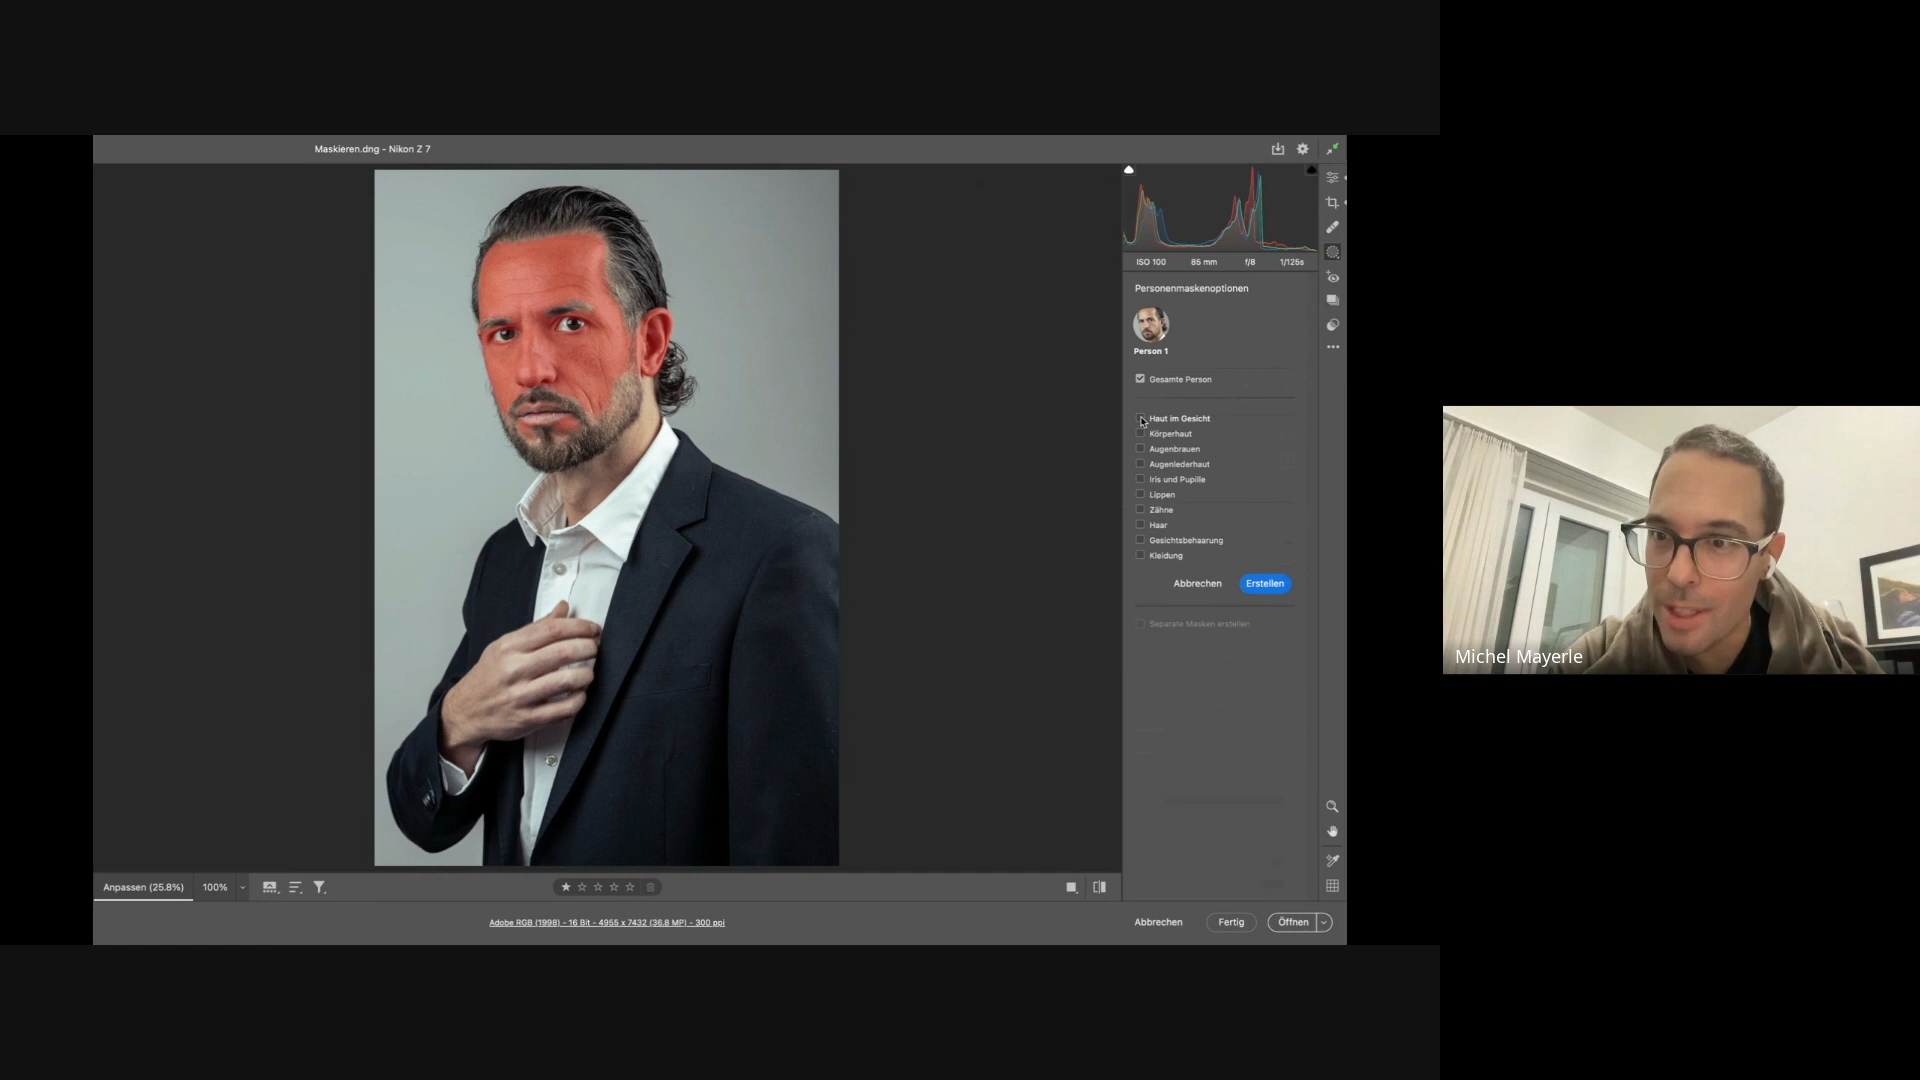 Maskieren.dng - Nikon Z 7
ISO 100 85 mm f/8 1/125s
Personenmaskenoptionen
Person 1
Gesamte Person
Haut im Gesicht
Körperhaut
Augenbrauen
Augenlederhaut
Iris und Pupille
Lippen
Zähne
Haar
Gesichtsbehaarung
Kleidung
Abbrechen Erstellen
Separate Masken erstellen
Michel Mayerle
Anpassen (25.8%) 100%
Adobe RGB (1998) - 16 Bit - 4955 x 7432 (36.8 MP) - 300 ppi
Abbrechen Fertig Öffnen